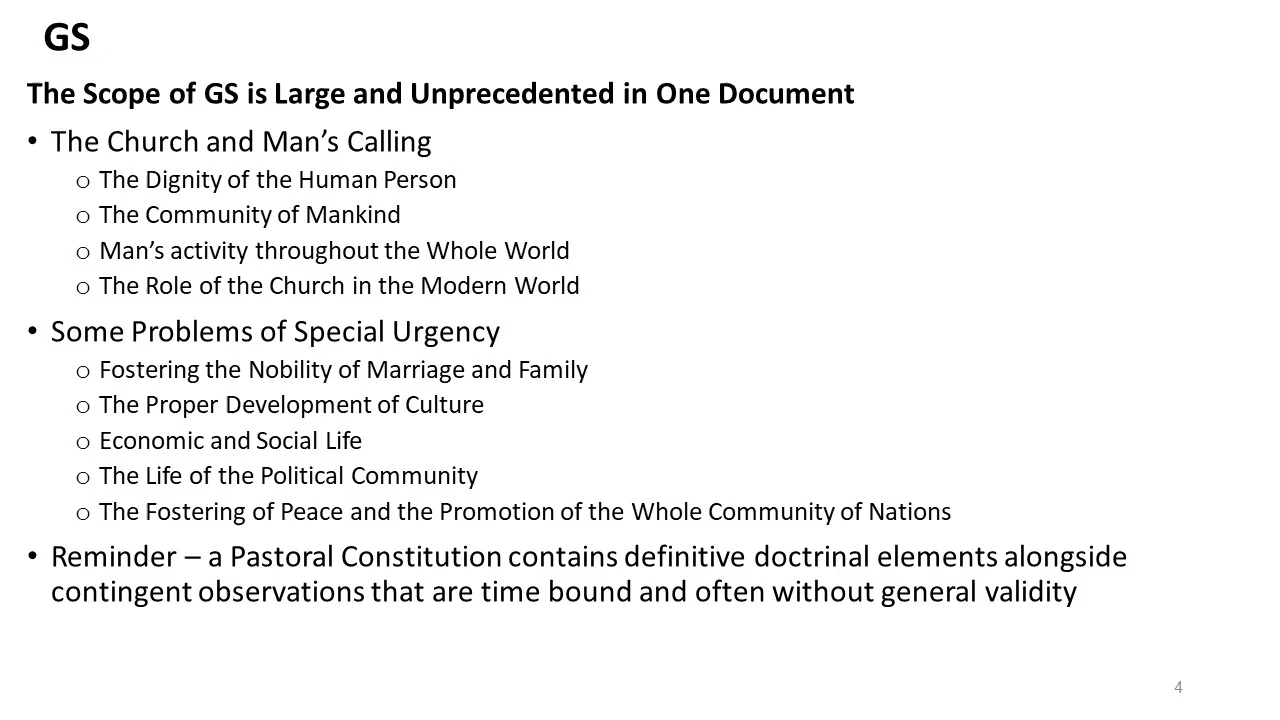 GS
The Scope of GS is Large and Unprecedented in One Document
• The Church and Man’s Calling
o The Dignity of the Human Person
o The Community of Mankind
o Man’s activity throughout the Whole World
o The Role of the Church in the Modern World
• Some Problems of Special Urgency
o Fostering the Nobility of Marriage and Family
o The Proper Development of Culture
o Economic and Social Life
o The Life of the Political Community
o The Fostering of Peace and the Promotion of the Whole Community of Nations
• Reminder – a Pastoral Constitution contains definitive doctrinal elements alongside
contingent observations that are time bound and often without general validity
4